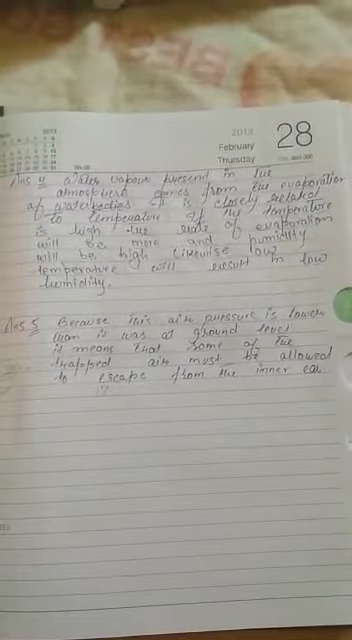 2013
2013
February
Thursday
28
Ans 4 Water vapour present in the
atmosphere comes from the evaporation
of waterbodies. It is closely related
to temperature. If the temperature
is high the rate of evaporation
will be more and humidity
will be high likewise low
temperature will result in low
humidity.
Ans 5 Because this air pressure is lower
than it was at ground level
it means that some of the
trapped air must be allowed
to escape from the inner ear